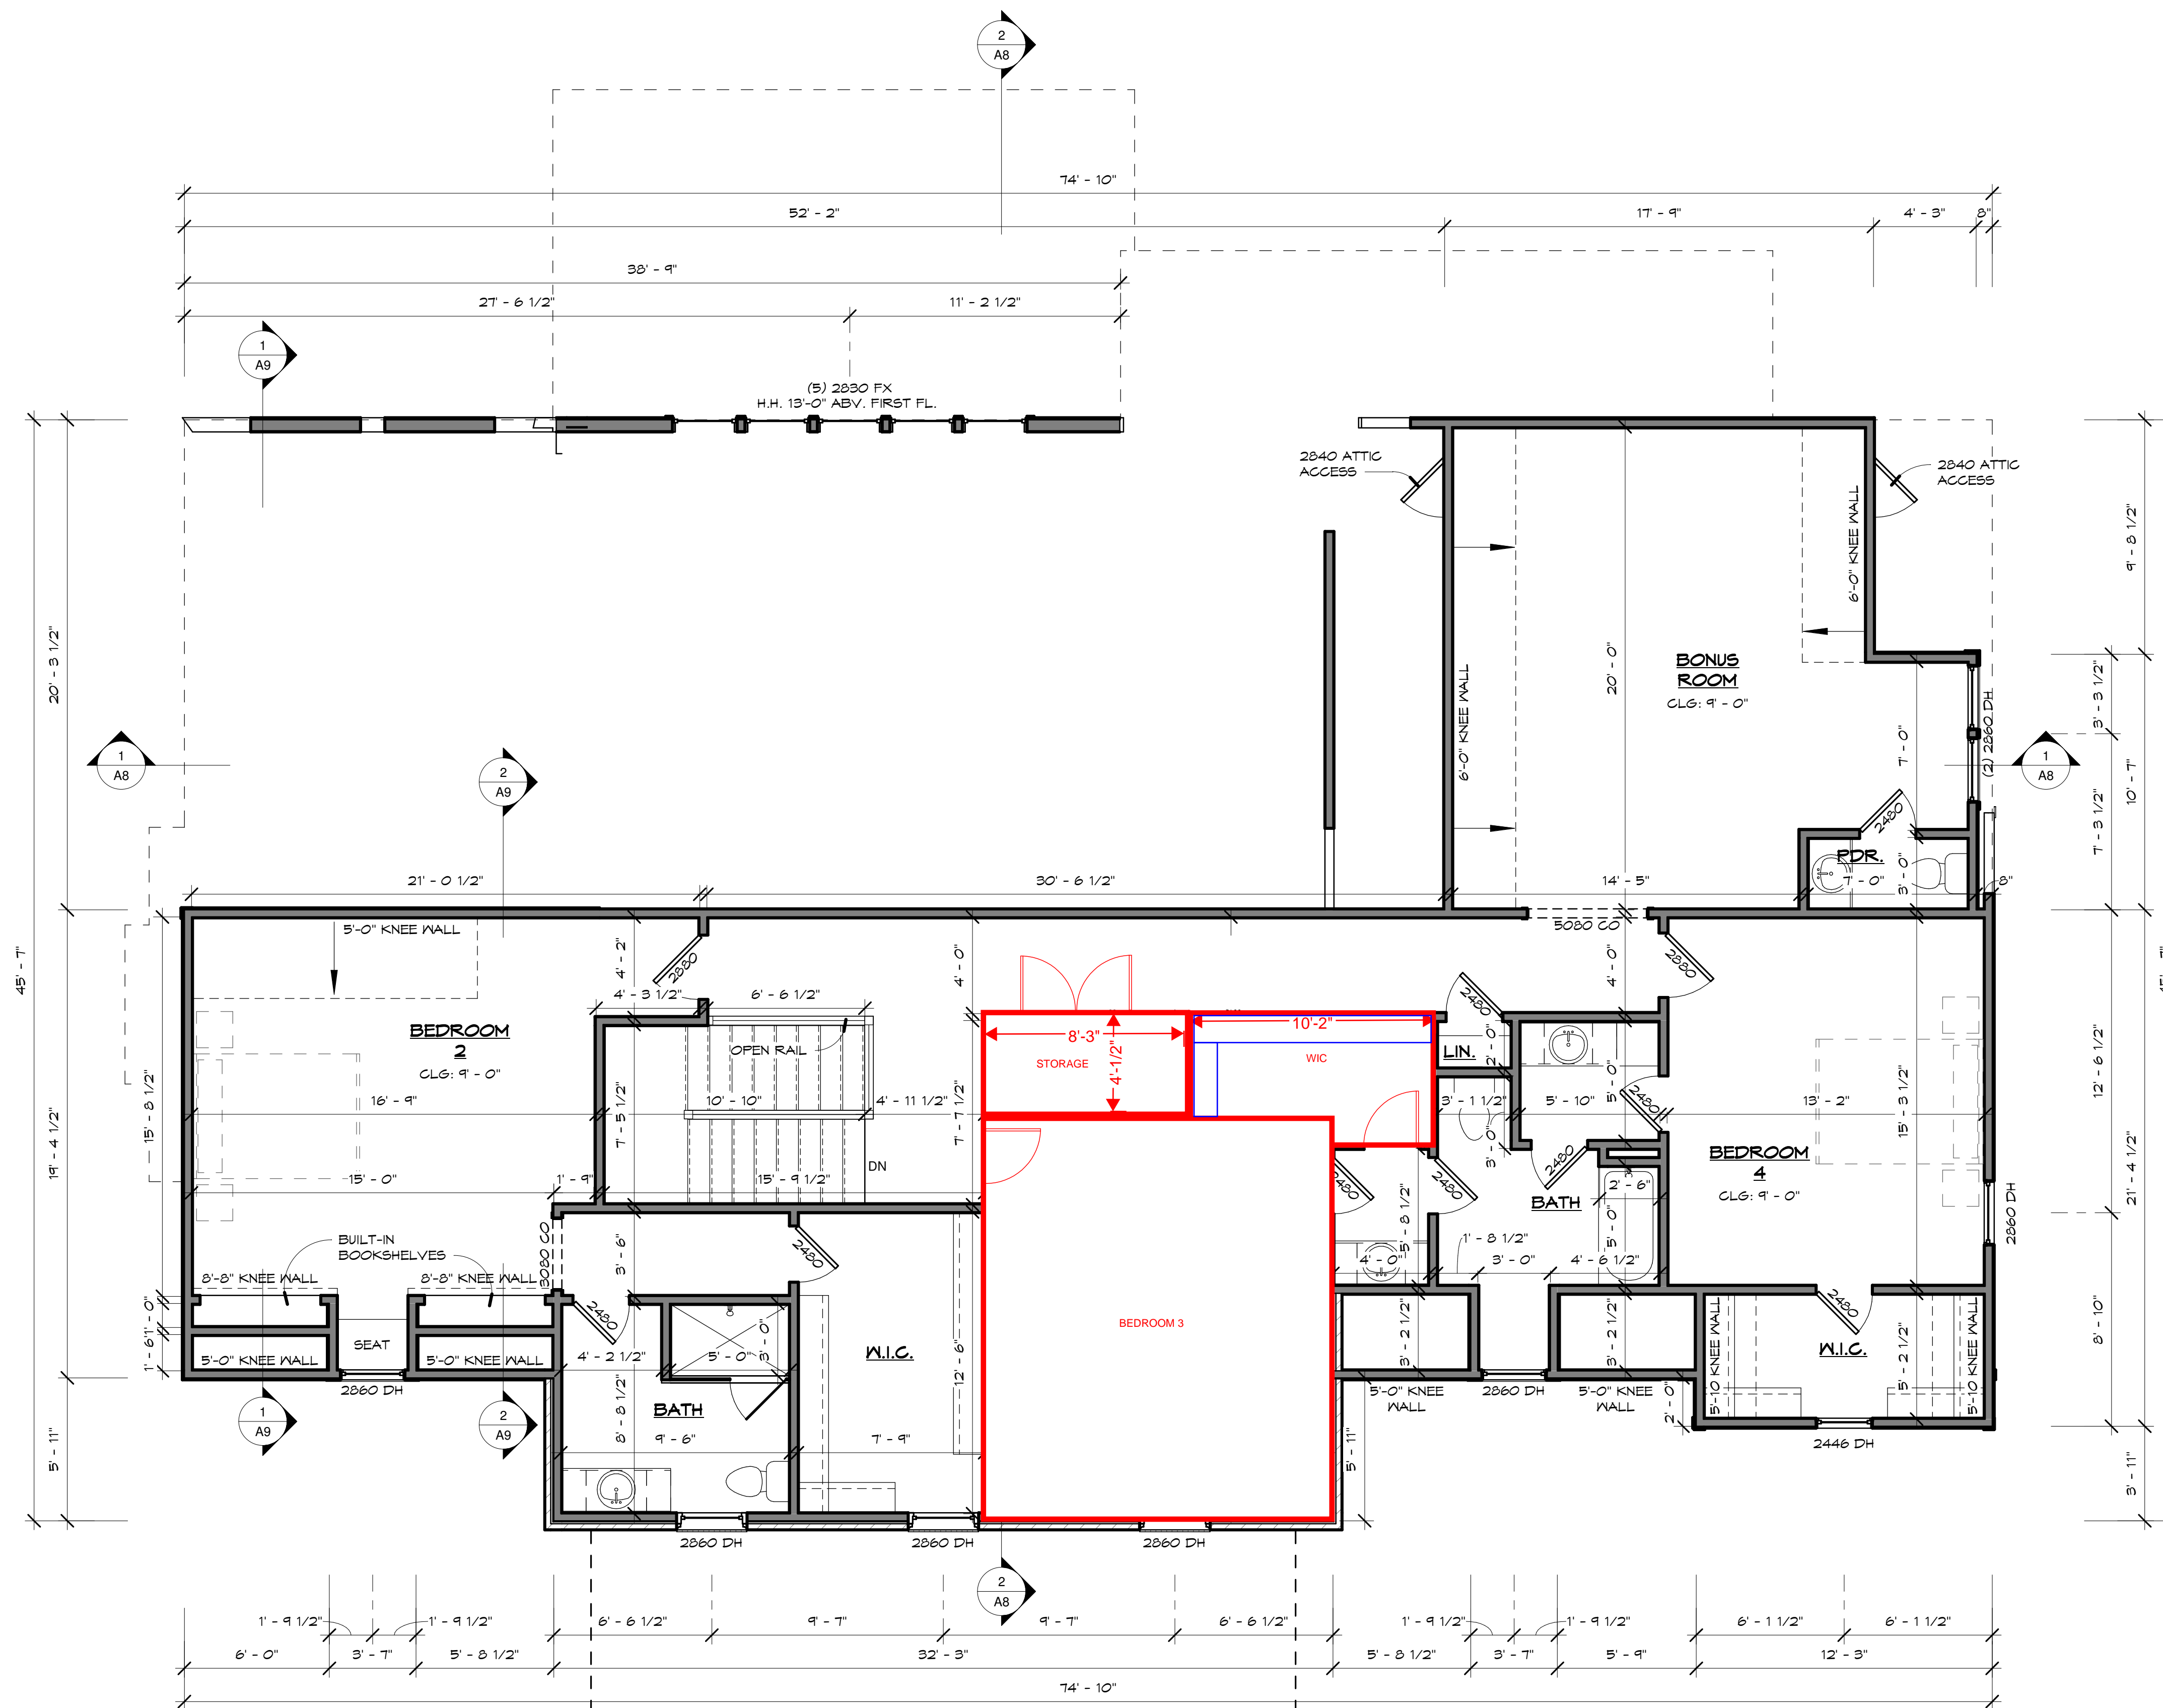 2
A8
74' - 10"
52' - 2"
17' - 9"
4' - 3"
8"
38' - 9"
27' - 6 1/2"
11' - 2 1/2"
1
A9
(5) 2830 FX
H.H. 13'-0" ABV. FIRST FL.
2840 ATTIC
ACCESS
2840 ATTIC
ACCESS
6'-0" KNEE WALL
6'-0" KNEE WALL
9' - 8 1/2"
20' - 3 1/2"
20' - 0"
BONUS
ROOM
CLG: 9' - 0"
3' - 3 1/2"
(2) 2860 DH
7' - 0"
10' - 7"
7' - 3 1/2"
1
A8
2
A9
1
A8
2480
PDR.
7' - 0"
3' - 0"
8"
21' - 0 1/2"
30' - 6 1/2"
14' - 5"
5080 CO
5'-0" KNEE WALL
4' - 2"
2880
4' - 0"
4' - 0"
2880
45' - 7"
4' - 3 1/2"
6' - 6 1/2"
2480
BEDROOM
2
CLG: 9' - 0"
OPEN RAIL
8'-3"
4'-1/2"
STORAGE
10'-2"
WIC
LIN.
2' - 0"
5' - 0"
12' - 6 1/2"
15' - 8 1/2"
16' - 9"
7' - 5 1/2"
10' - 10"
4' - 11 1/2"
7' - 7 1/2"
3' - 1 1/2"
5' - 10"
2480
13' - 2"
15' - 3 1/2"
3' - 0"
19' - 4 1/2"
DN
15' - 0"
1' - 9"
15' - 9 1/2"
2480
2480
2480
BEDROOM
4
CLG: 9' - 0"
21' - 4 1/2"
2' - 6"
BATH
5' - 0"
2860 DH
BUILT-IN
BOOKSHELVES
3080 CO
3' - 6"
2480
5' - 8 1/2"
1' - 8 1/2"
4' - 0"
3' - 0"
4' - 6 1/2"
8'-8" KNEE WALL
8'-8" KNEE WALL
1' - 0"
1' - 6"
2480
SEAT
5'-0" KNEE WALL
5'-0" KNEE WALL
4' - 2 1/2"
5' - 0"
3' - 0"
W.I.C.
12' - 6"
BEDROOM 3
3' - 2 1/2"
3' - 2 1/2"
2480
5'-10 KNEE WALL
W.I.C.
5' - 2 1/2"
5'-10 KNEE WALL
8' - 10"
2860 DH
5'-0" KNEE
WALL
2860 DH
5'-0" KNEE
WALL
2' - 0"
1
A9
2
A9
8' - 8 1/2"
BATH
9' - 6"
7' - 9"
5' - 11"
5' - 11"
2446 DH
3' - 11"
2860 DH
2860 DH
2860 DH
2
A8
1' - 9 1/2"
1' - 9 1/2"
6' - 6 1/2"
9' - 7"
9' - 7"
6' - 6 1/2"
1' - 9 1/2"
1' - 9 1/2"
6' - 1 1/2"
6' - 1 1/2"
6' - 0"
3' - 7"
5' - 8 1/2"
32' - 3"
5' - 8 1/2"
3' - 7"
5' - 9"
12' - 3"
74' - 10"